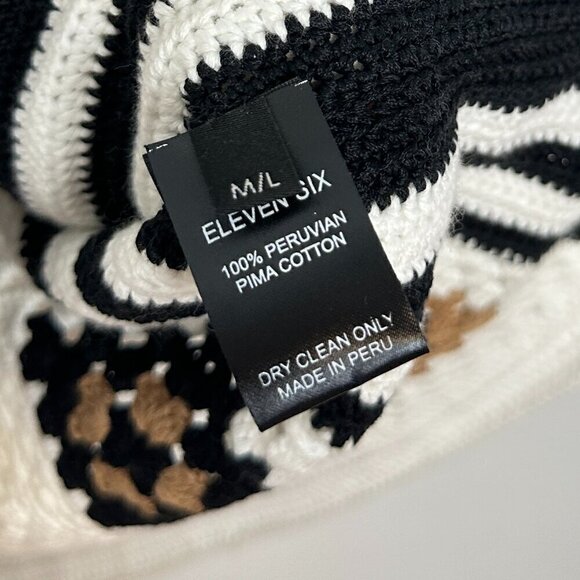 M/L
ELEVEN SIX
100% PERUVIAN
PIMA COTTON
DRY CLEAN ONLY
MADE IN PERU